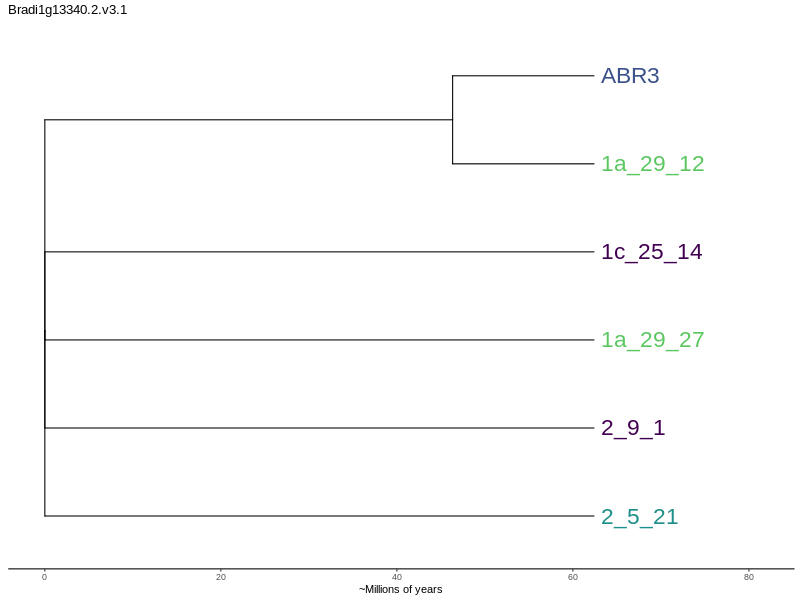 Bradi1g13340.2.v3.1
ABR3
1a_29_12
1c_25_14
1a_29_27
2_9_1
2_5_21
0 20 40 60 80
~Millions of years